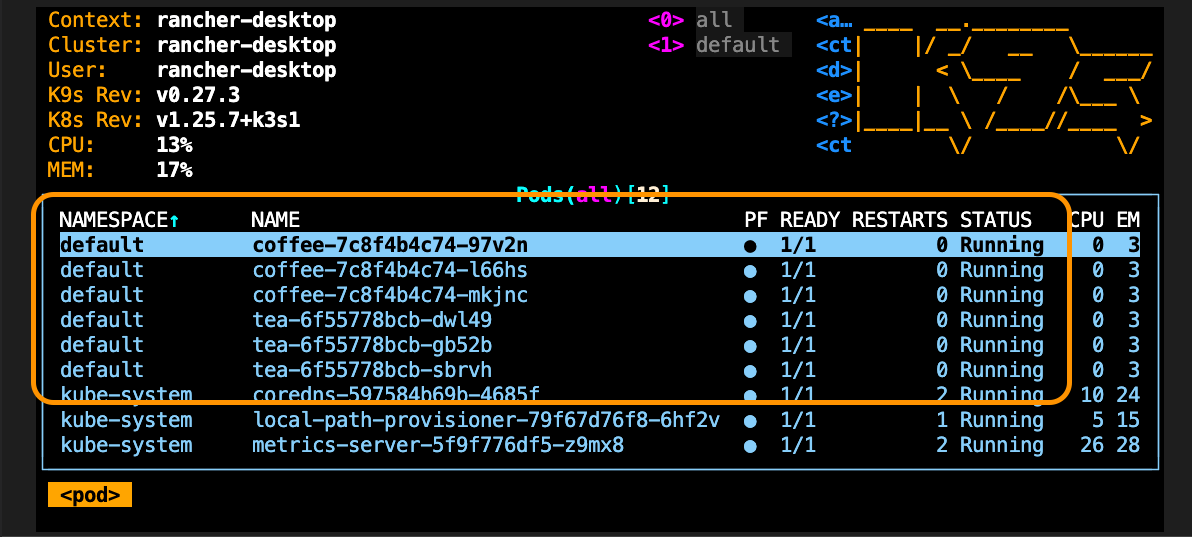 Context: rancher-desktop <0> all <a…
Cluster: rancher-desktop <1> default <ct
User: rancher-desktop <d>
K9s Rev: v0.27.3 <e>
K8s Rev: v1.25.7+k3s1 <?>
CPU: 13% <ct
MEM: 17%
Pods(all)[12]
NAMESPACE↑ NAME PF READY RESTARTS STATUS CPU EM
default coffee-7c8f4b4c74-97v2n ● 1/1 0 Running 0 3
default coffee-7c8f4b4c74-l66hs ● 1/1 0 Running 0 3
default coffee-7c8f4b4c74-mkjnc ● 1/1 0 Running 0 3
default tea-6f55778bcb-dwl49 ● 1/1 0 Running 0 3
default tea-6f55778bcb-gb52b ● 1/1 0 Running 0 3
default tea-6f55778bcb-sbrvh ● 1/1 0 Running 0 3
kube-system coredns-597584b69b-4685f ● 1/1 2 Running 10 24
kube-system local-path-provisioner-79f67d76f8-6hf2v ● 1/1 1 Running 5 15
kube-system metrics-server-5f9f776df5-z9mx8 ● 1/1 2 Running 26 28
<pod>